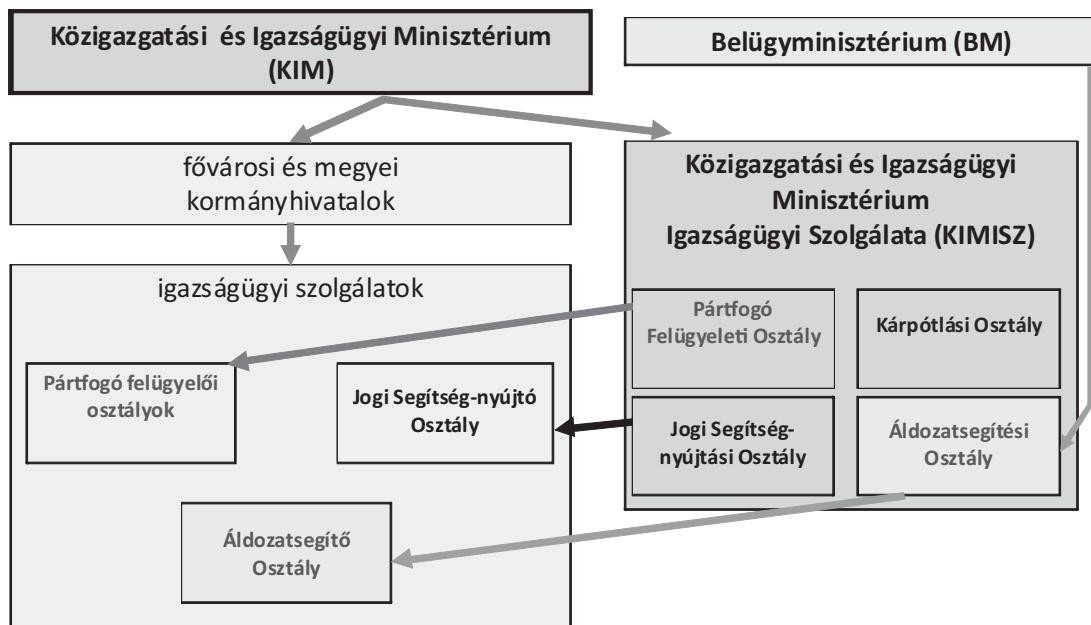 Közigazgatási és Igazságügyi Minisztérium
(KIM)
Belügyminisztérium (BM)
fővárosi és megyei
kormányhivatalok
Közigazgatási és Igazságügyi
Minisztérium
Igazságügyi Szolgálata (KIMISZ)
igazságügyi szolgálatok
Pártfogó
Felügyeleti Osztály
Kárpótlási Osztály
Pártfogó felügyelői
osztályok
Jogi Segítség-nyújtó
Osztály
Jogi Segítség-
nyújtási Osztály
Áldozatsegítési
Osztály
Áldozatsegítő
Osztály